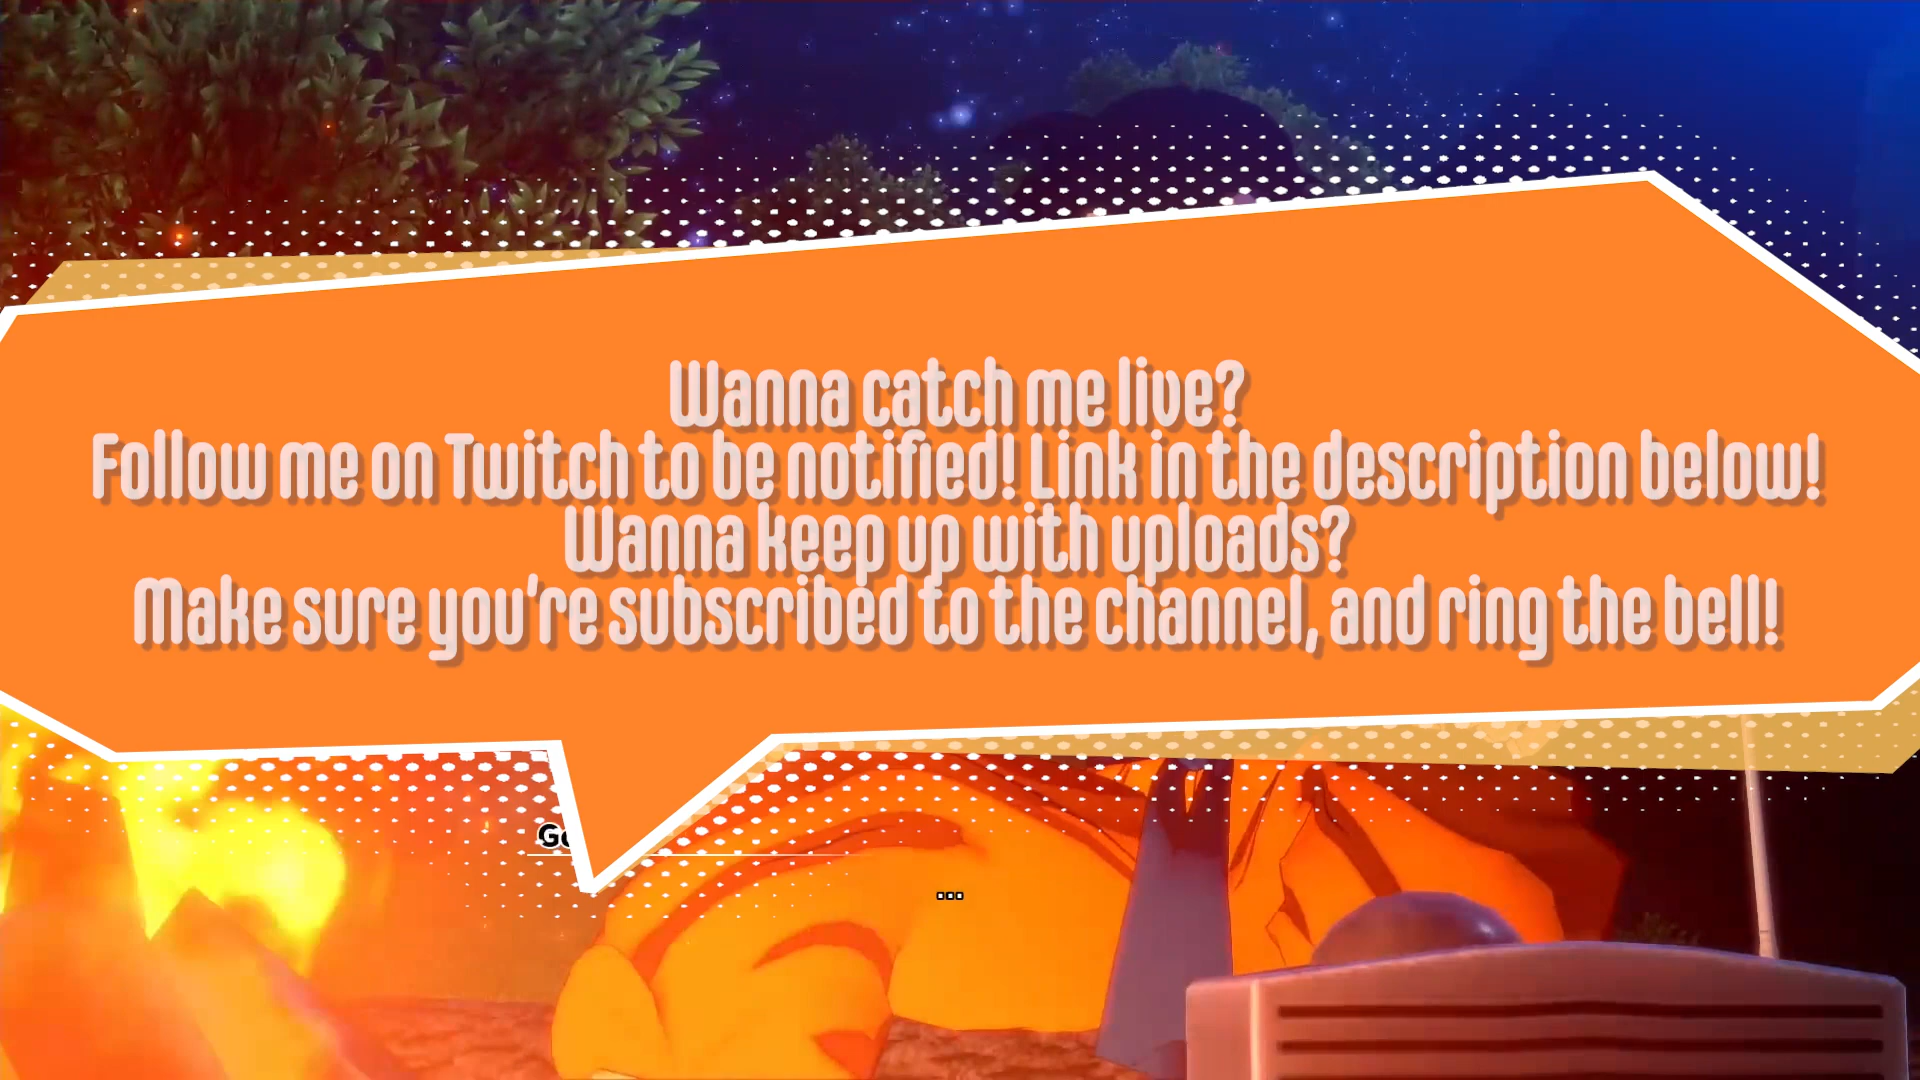 Wanna catch me live?
Follow me on Twitch to be notified! Link in the description below!
Wanna keep up with uploads?
Make sure you're subscribed to the channel, and ring the bell!
...